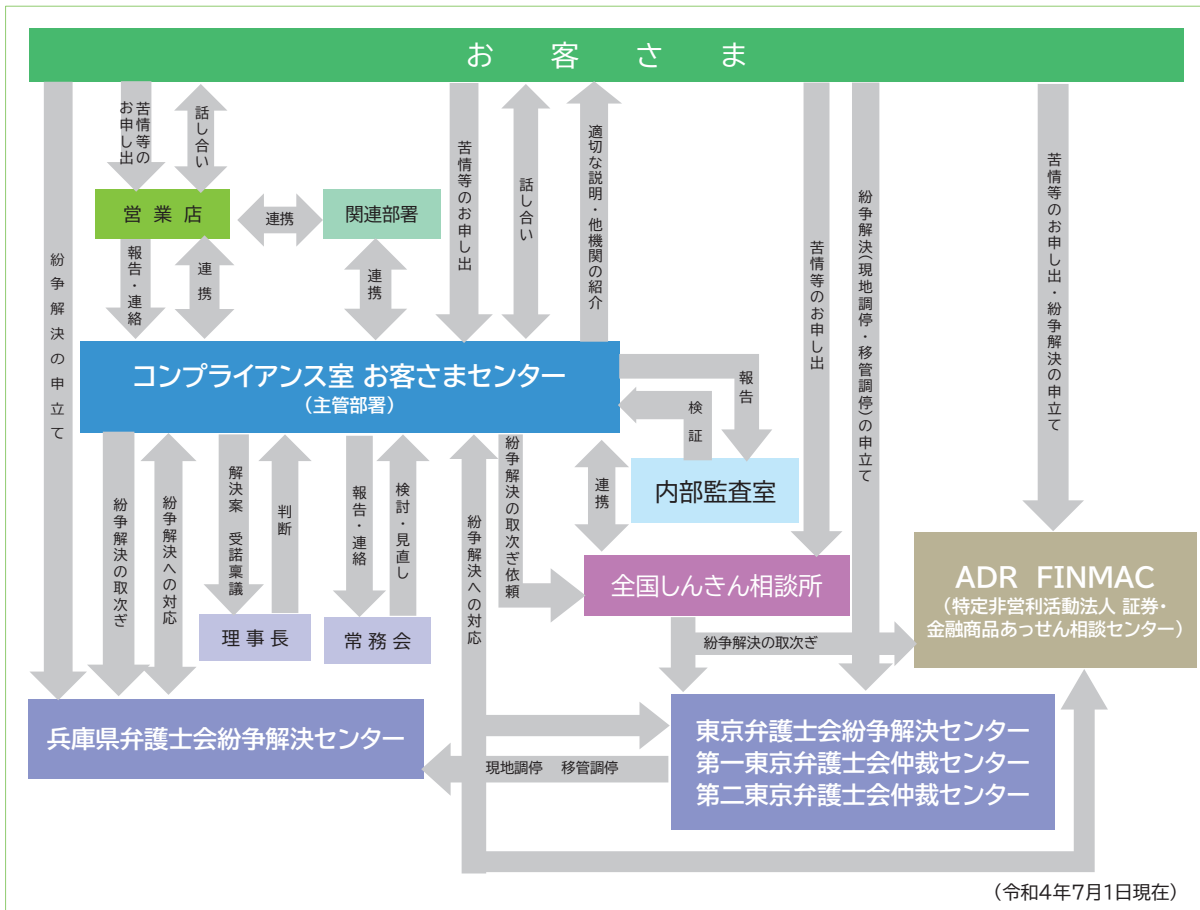 お客さま
苦情等の
お申し出
話し合い
営業店
連携
関連部署
報告・連絡
連携
連携
苦情等のお申し出
話し合い
適切な説明・他機関の紹介
苦情等のお申し出
紛争解決(現地調停・移管調停)の申立て
苦情等のお申し出・紛争解決の申立て
紛争解決の申立て
コンプライアンス室 お客さまセンター
(主管部署)
報告
検証
内部監査室
紛争解決の取次ぎ
紛争解決への対応
解決案 受諾稟議
判断
報告・連絡
検討・見直し
紛争解決への対応
紛争解決の取次ぎ依頼
連携
理事長
常務会
全国しんきん相談所
ADR FINMAC
(特定非営利活動法人 証券・
金融商品あっせん相談センター)
紛争解決の取次ぎ
兵庫県弁護士会紛争解決センター
現地調停 移管調停
東京弁護士会紛争解決センター
第一東京弁護士会仲裁センター
第二東京弁護士会仲裁センター
(令和4年7月1日現在)